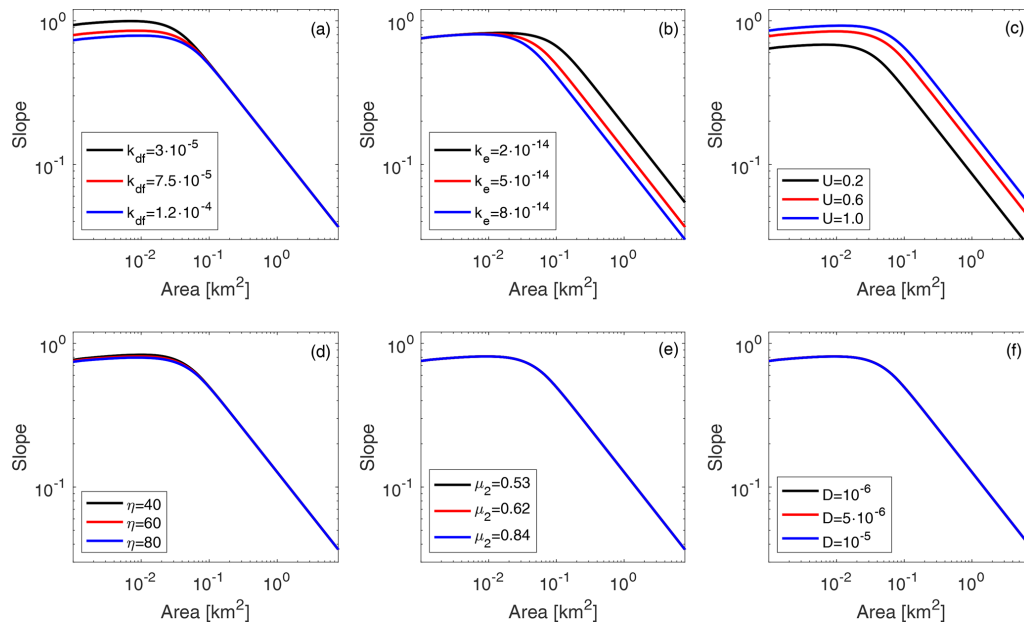 (a)
10^0
10^-1
Slope
k_df=3·10^-5
k_df=7.5·10^-5
k_df=1.2·10^-4
10^-2 10^-1 10^0
Area [km^2]
(b)
10^0
10^-1
Slope
k_e=2·10^-14
k_e=5·10^-14
k_e=8·10^-14
10^-2 10^-1 10^0
Area [km^2]
(c)
10^0
10^-1
Slope
U=0.2
U=0.6
U=1.0
10^-2 10^-1 10^0
Area [km^2]
(d)
10^0
10^-1
Slope
η=40
η=60
η=80
10^-2 10^-1 10^0
Area [km^2]
(e)
10^0
10^-1
Slope
μ_2=0.53
μ_2=0.62
μ_2=0.84
10^-2 10^-1 10^0
Area [km^2]
(f)
10^0
10^-1
Slope
D=10^-6
D=5·10^-6
D=10^-5
10^-2 10^-1 10^0
Area [km^2]